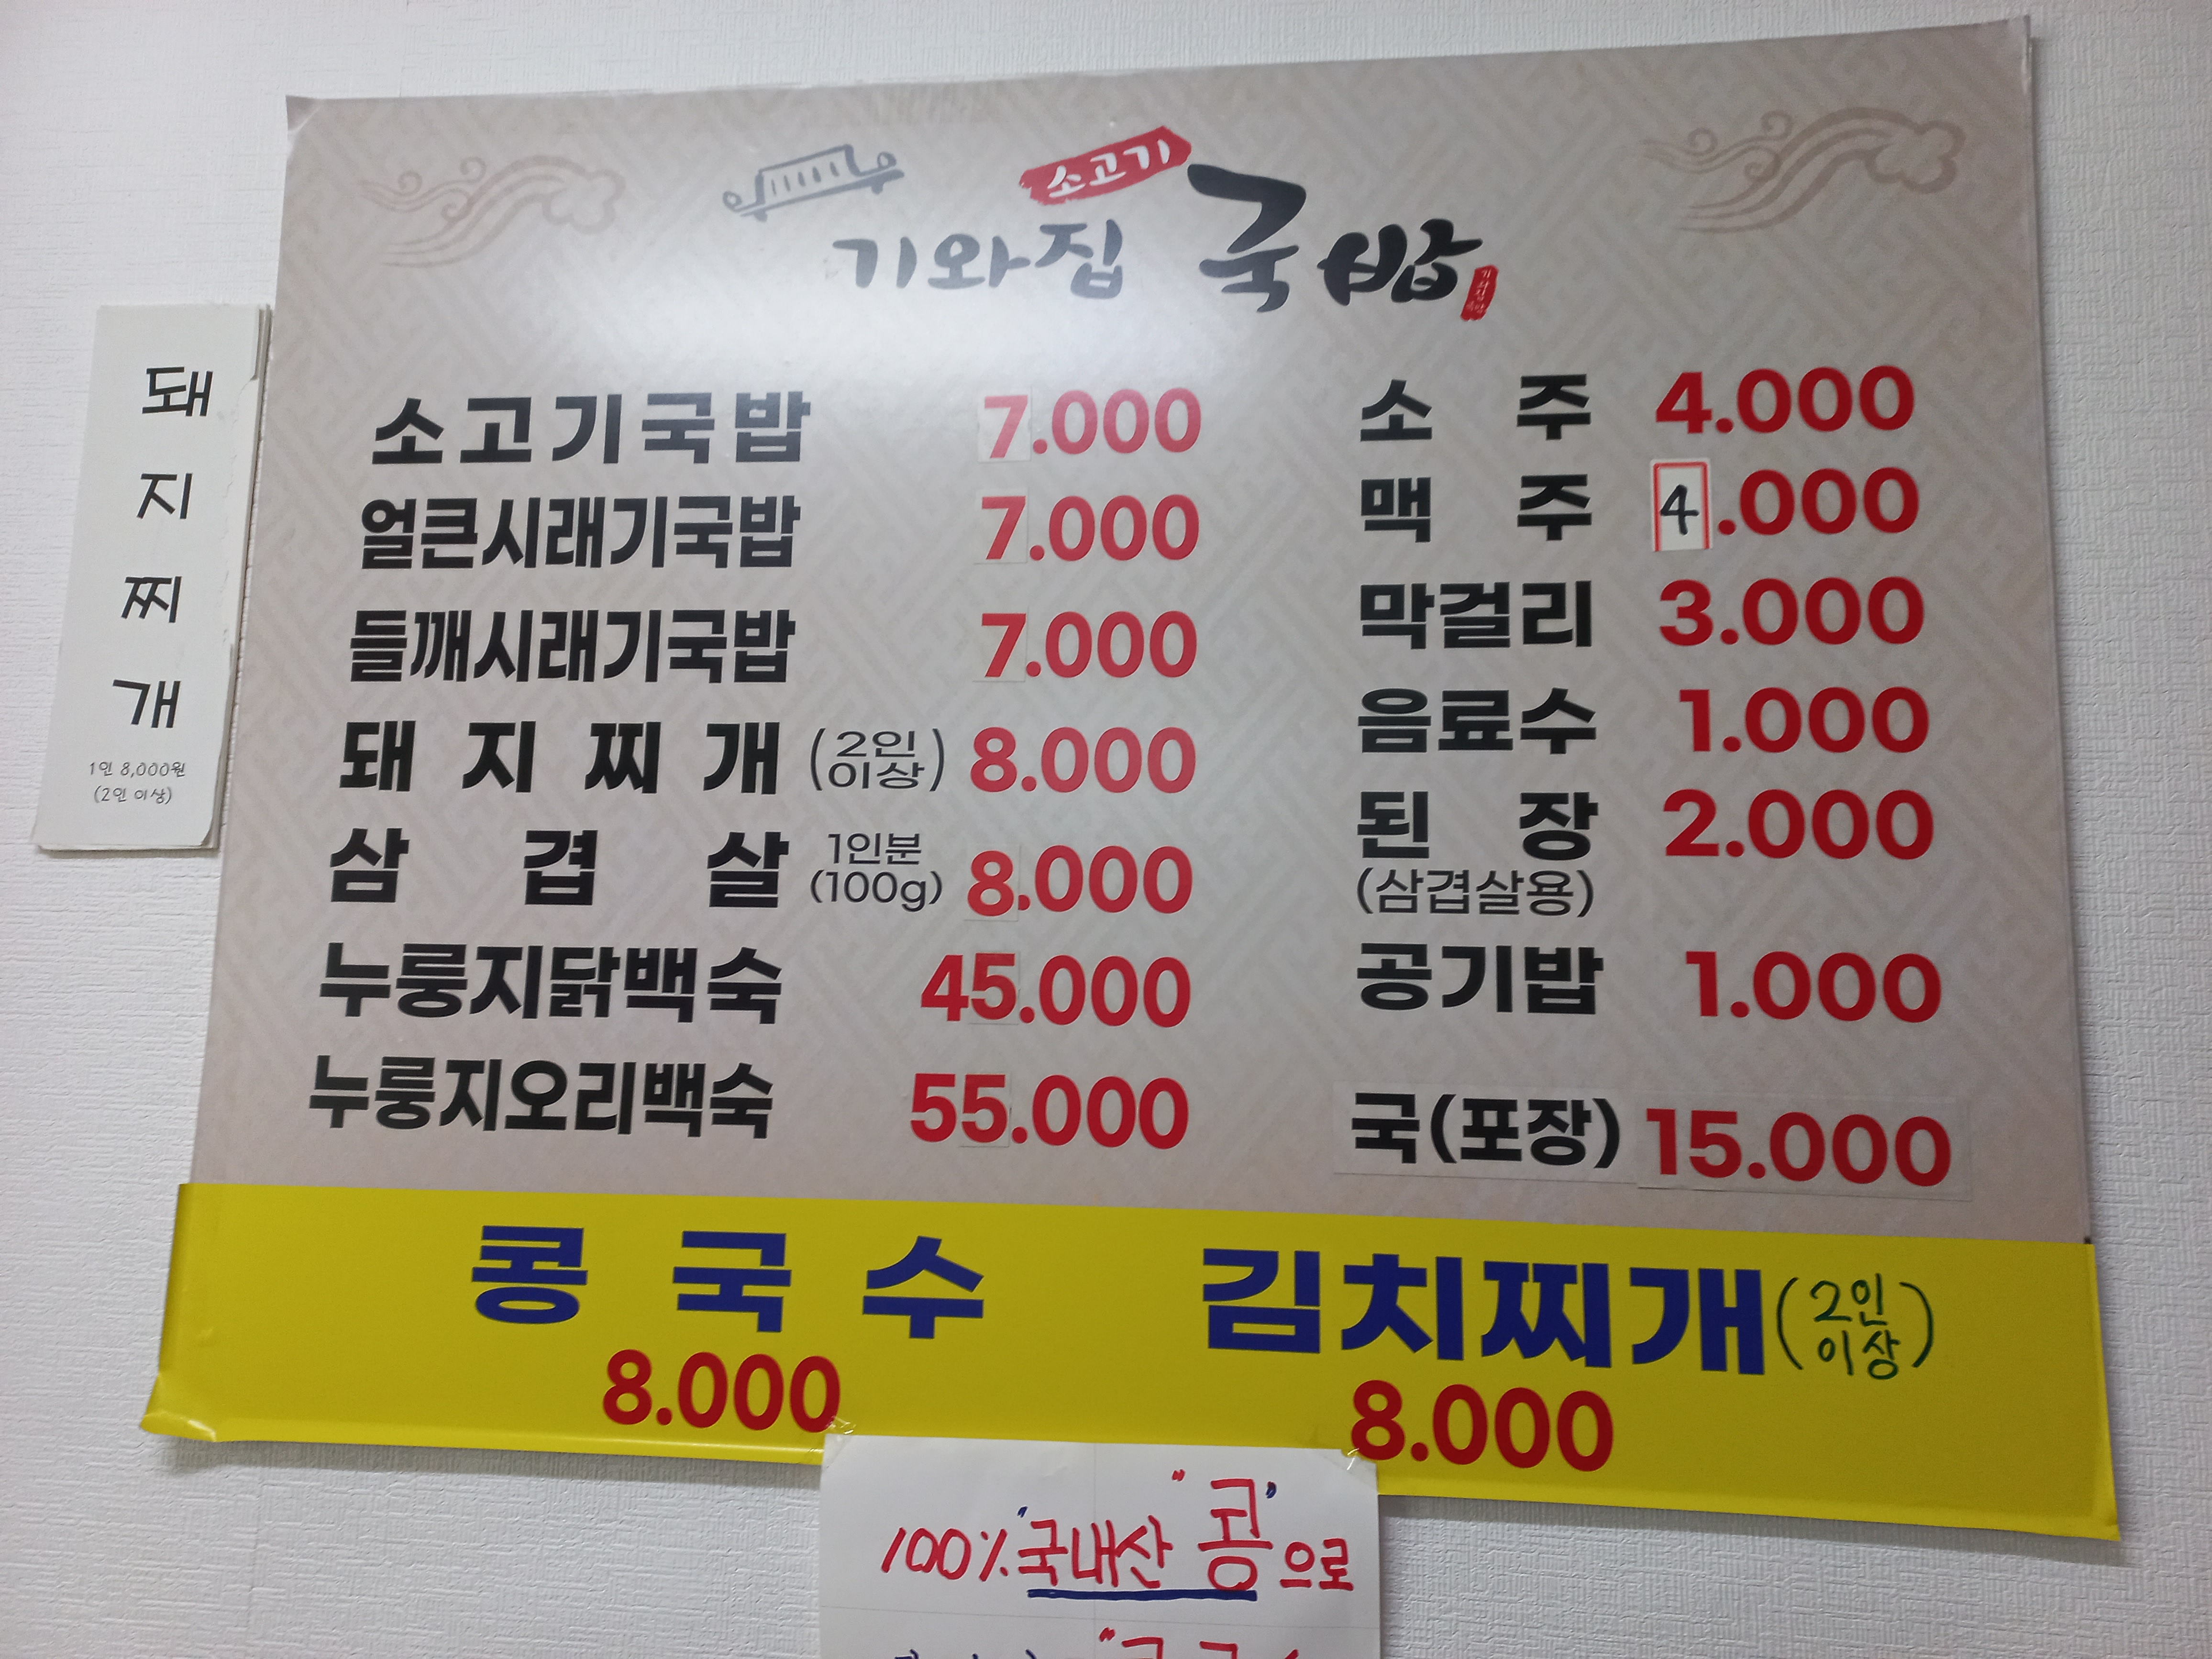 소고기
기와집 국밥
소고기국밥 7.000
얼큰시래기국밥 7.000
들깨시래기국밥 7.000
돼지찌개 (2인 이상) 8.000
삼겹살 1인분 (100g) 8.000
누룽지닭백숙 45.000
누룽지오리백숙 55.000
소주 4.000
맥주 4.000
막걸리 3.000
음료수 1.000
된장 2.000
(삼겹살용)
공기밥 1.000
국(포장) 15.000
콩국수
8.000
김치찌개 (2인 이상)
8.000
돼지찌개
1인 8,000원
(2인 이상)
100% '국내산 "콩"으로